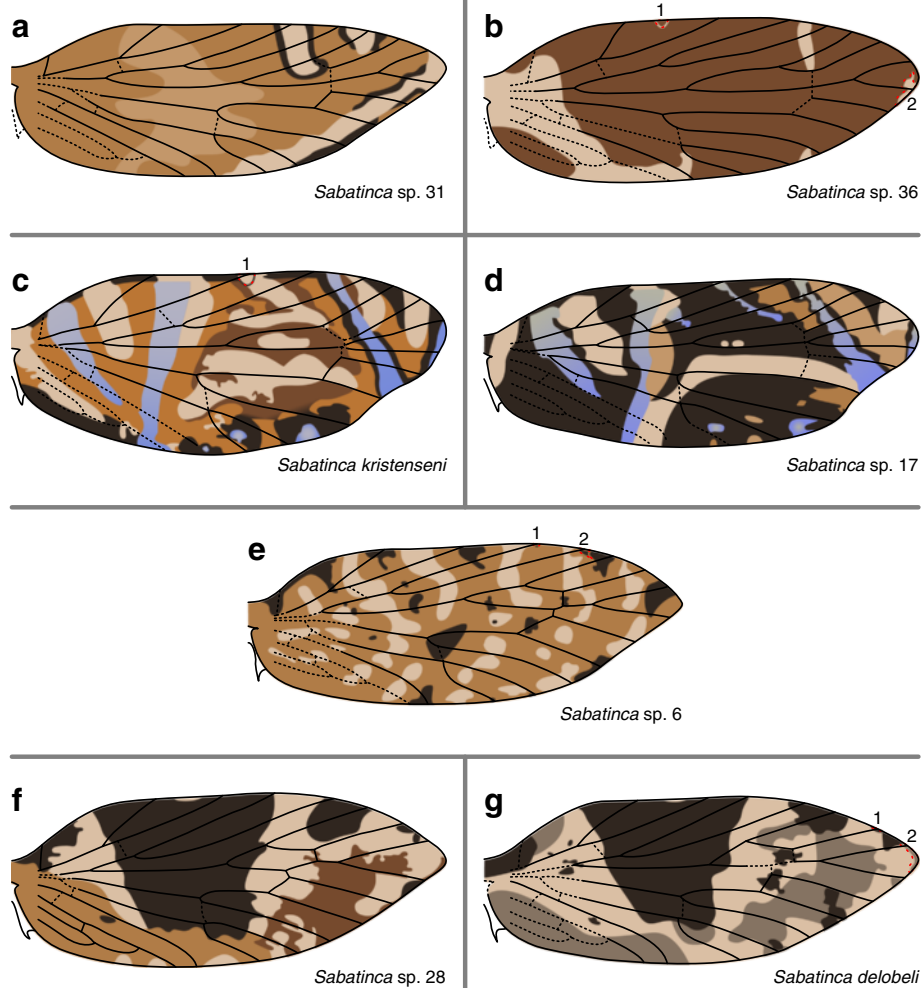 a
b
1
2
Sabatinca sp. 31
Sabatinca sp. 36
c
1
d
Sabatinca kristenseni
Sabatinca sp. 17
e
1
2
Sabatinca sp. 6
f
g
1
2
Sabatinca sp. 28
Sabatinca delobeli